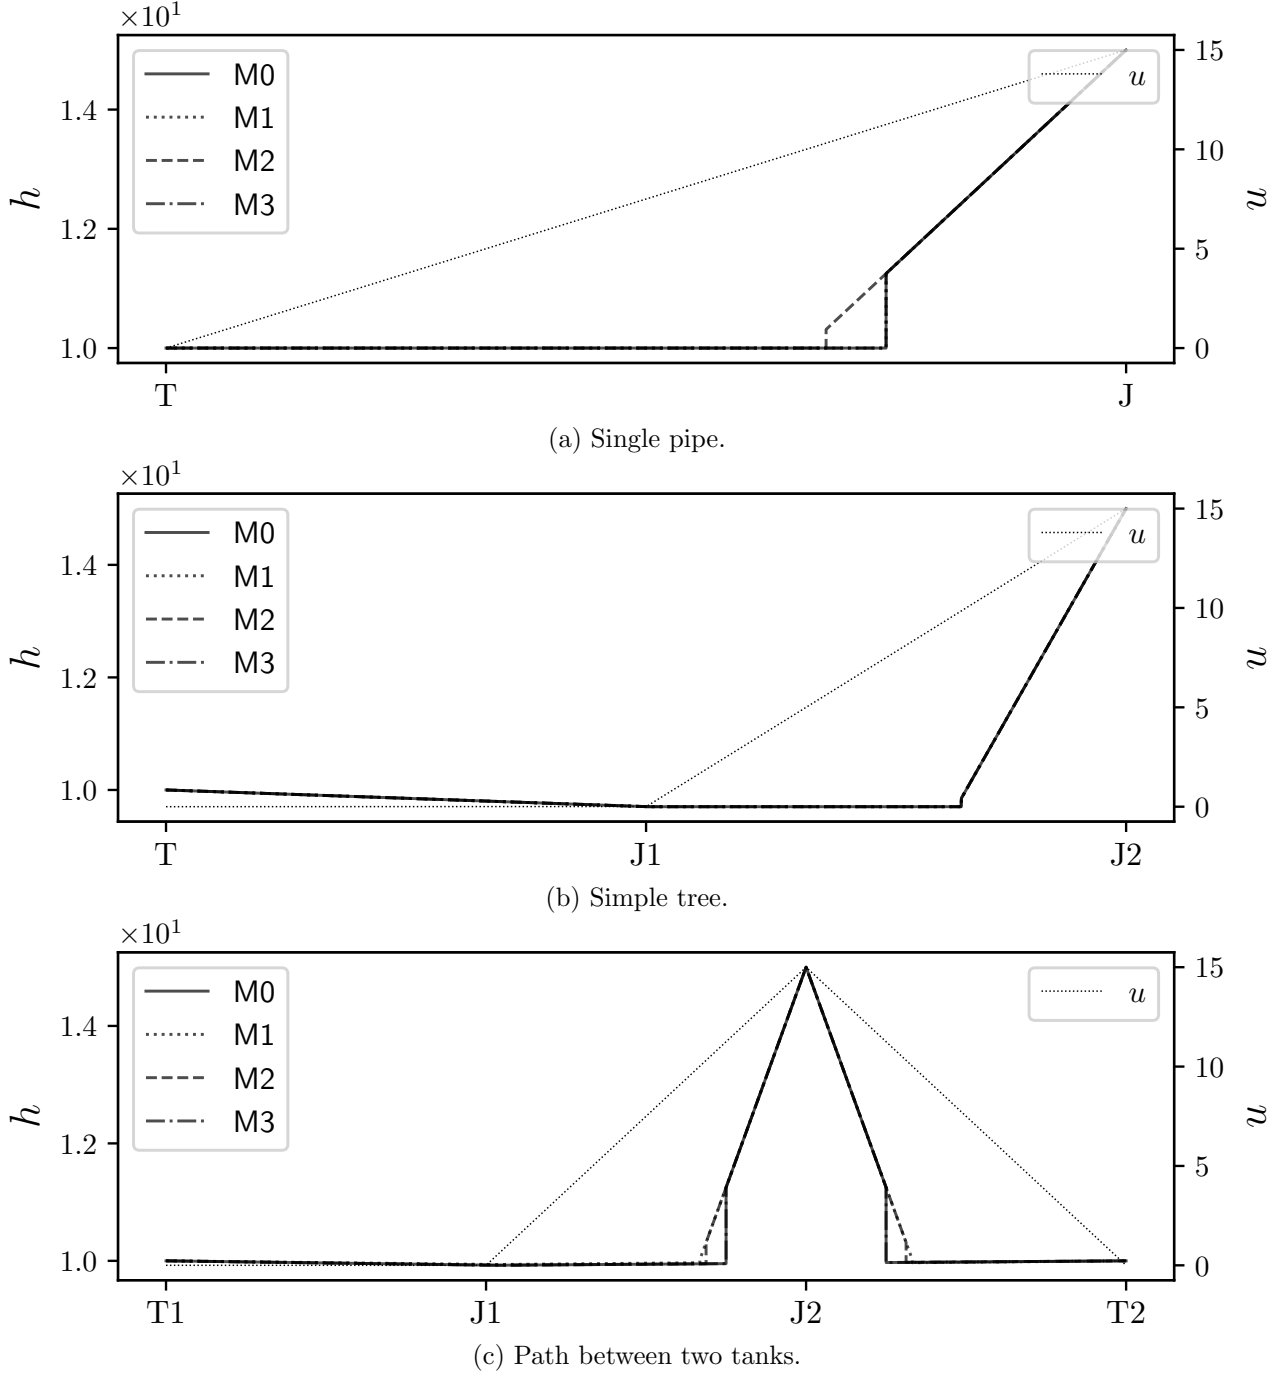 ×10¹
M0
M1
M2
M3
u
1.4
1.2
1.0
h
15
10
5
0
u
T J
(a) Single pipe.
×10¹
M0
M1
M2
M3
u
1.4
1.2
1.0
h
15
10
5
0
u
T J1 J2
(b) Simple tree.
×10¹
M0
M1
M2
M3
u
1.4
1.2
1.0
h
15
10
5
0
u
T1 J1 J2 T2
(c) Path between two tanks.